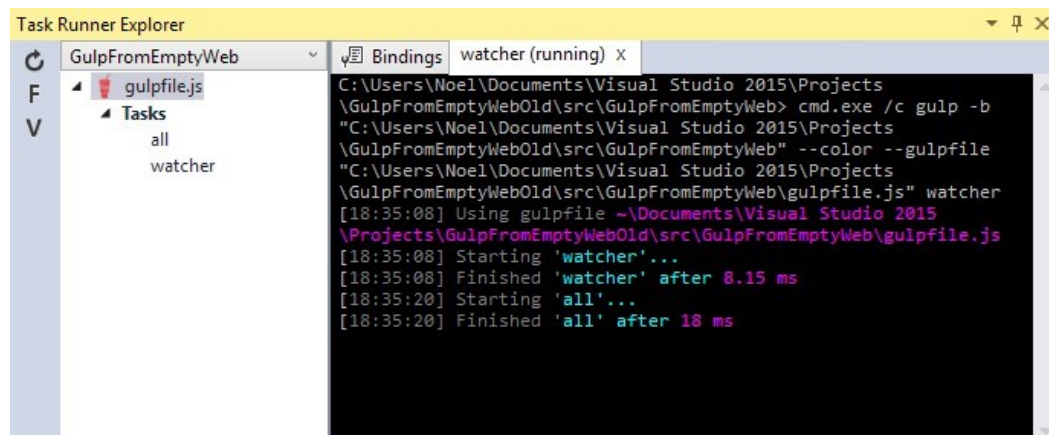 Task Runner Explorer
GulpFromEmptyWeb
gulpfile.js
Tasks
all
watcher
F
V
Bindings
watcher (running) X
C:\Users\Noel\Documents\Visual Studio 2015\Projects
\GulpFromEmptyWebOld\src\GulpFromEmptyWeb> cmd.exe /c gulp -b
"C:\Users\Noel\Documents\Visual Studio 2015\Projects
\GulpFromEmptyWebOld\src\GulpFromEmptyWeb" --color --gulpfile
"C:\Users\Noel\Documents\Visual Studio 2015\Projects
\GulpFromEmptyWebOld\src\GulpFromEmptyWeb\gulpfile.js" watcher
[18:35:08] Using gulpfile ~\Documents\Visual Studio 2015
\Projects\GulpFromEmptyWebOld\src\GulpFromEmptyWeb\gulpfile.js
[18:35:08] Starting 'watcher'...
[18:35:08] Finished 'watcher' after 8.15 ms
[18:35:20] Starting 'all'...
[18:35:20] Finished 'all' after 18 ms